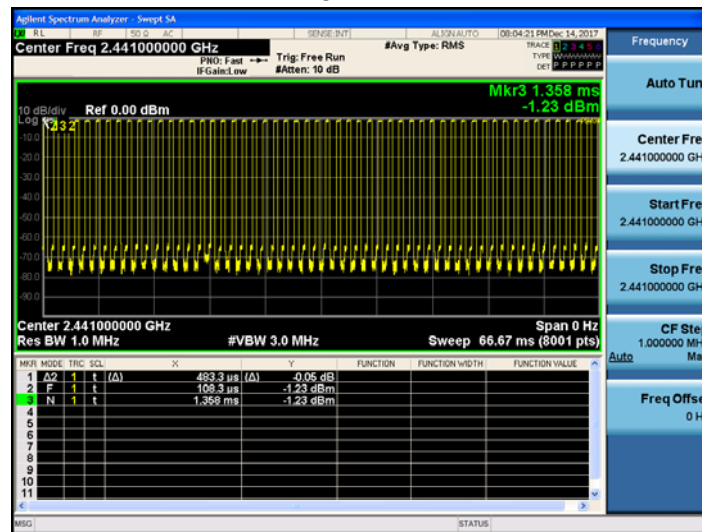 Agilent Spectrum Analyzer - Swept SA
RL RF 50 Ω AC SENSE:INT ALIGN AUTO 08:04:21 PM Dec 14, 2017
Center Freq 2.441000000 GHz
PNO: Fast
IFGain:Low
Trig: Free Run
#Atten: 10 dB
#Avg Type: RMS
TRACE 1 2 3 4 5 6
TYPE
DET P P P P P P
Mkr3 1.358 ms
-1.23 dBm
10 dB/div Ref 0.00 dBm
Log
-10.0
-20.0
-30.0
-40.0
-50.0
-60.0
-70.0
-80.0
-90.0
Center 2.441000000 GHz Span 0 Hz
Res BW 1.0 MHz #VBW 3.0 MHz Sweep 66.67 ms (8001 pts)
MKR MODE TRC SCL X Y FUNCTION FUNCTION WIDTH FUNCTION VALUE
1 Δ2 1 t (Δ) 483.3 µs (Δ) -0.05 dB
2 F 1 t 108.3 µs -1.23 dBm
3 N 1 t 1.358 ms -1.23 dBm
4
5
6
7
8
9
10
11
MSG STATUS
Frequency
Auto Tun
Center Fre
2.441000000 GH
Start Fre
2.441000000 GH
Stop Fre
2.441000000 GH
CF Ste
1.000000 MH
Auto Ma
Freq Offse
0 H